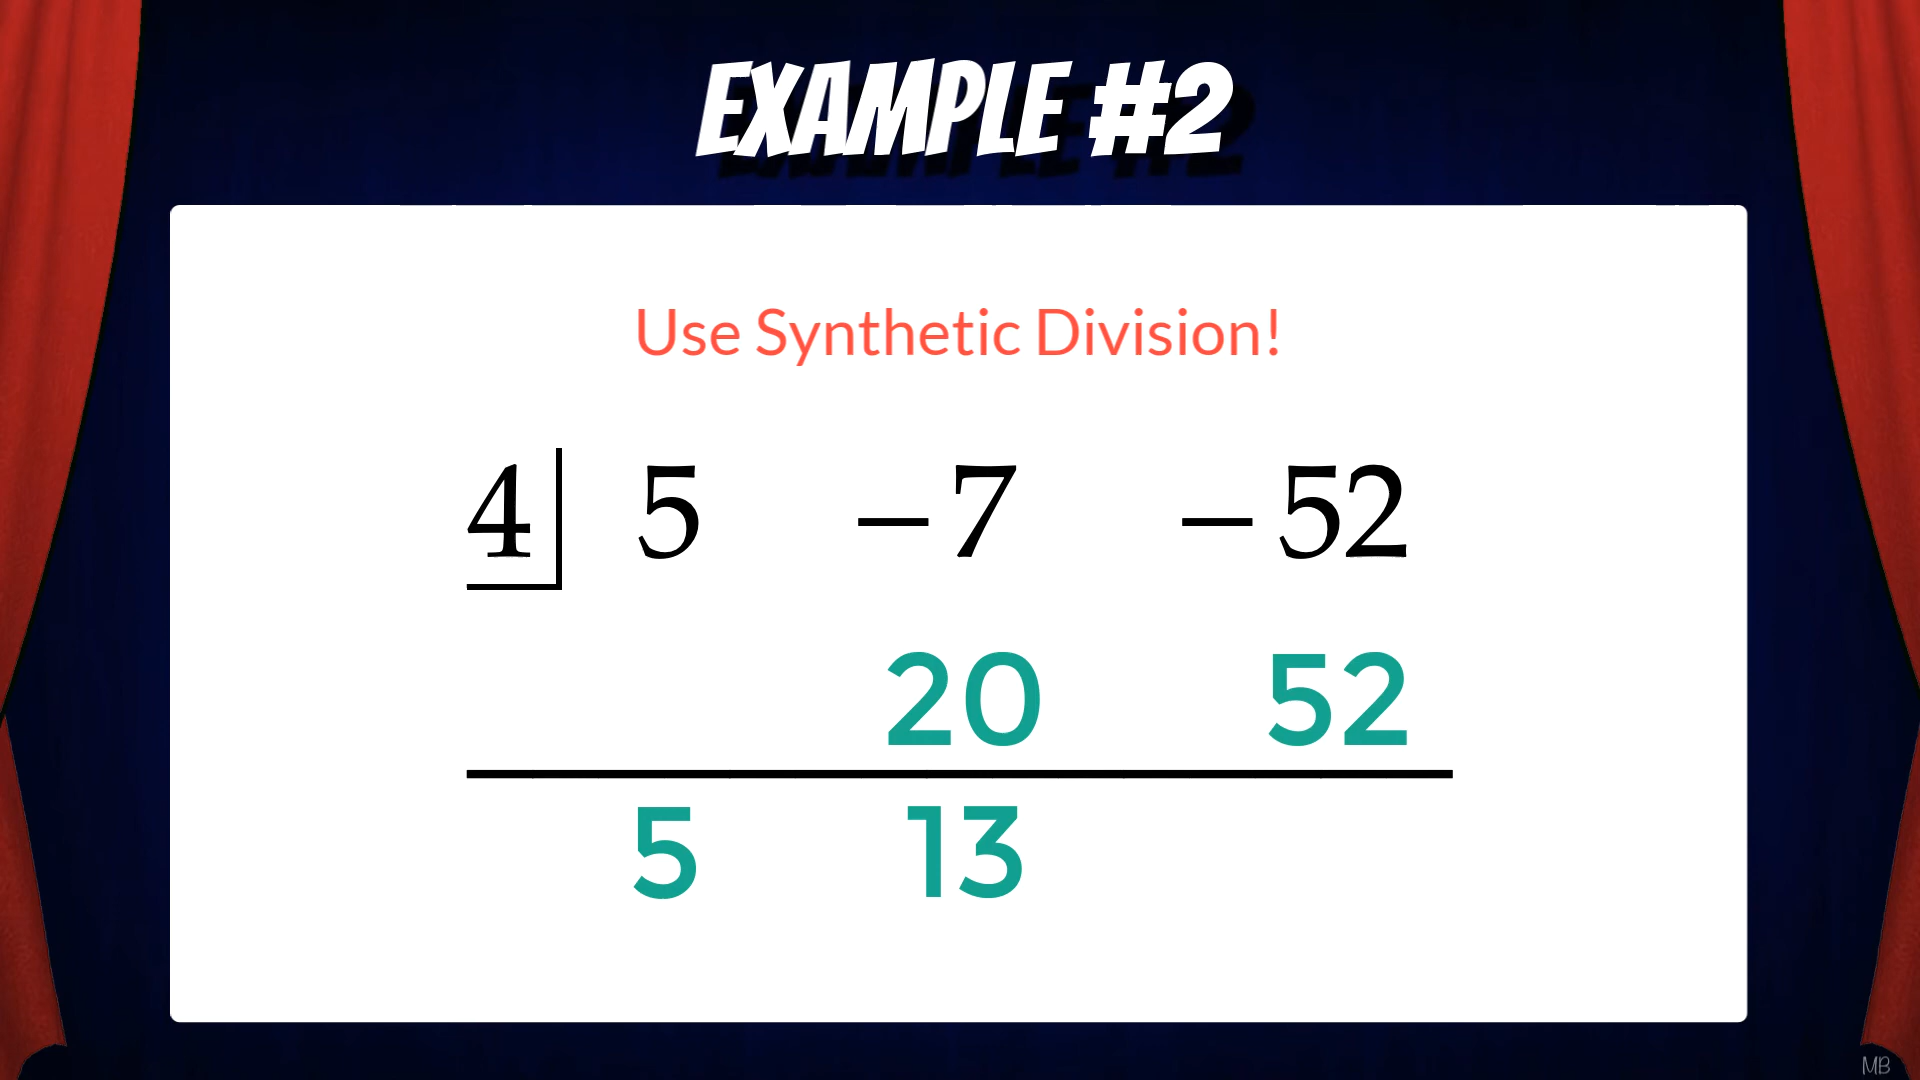 EXAMPLE #2
Use Synthetic Division!
4 5 −7 −52
20 52
5 13
MB